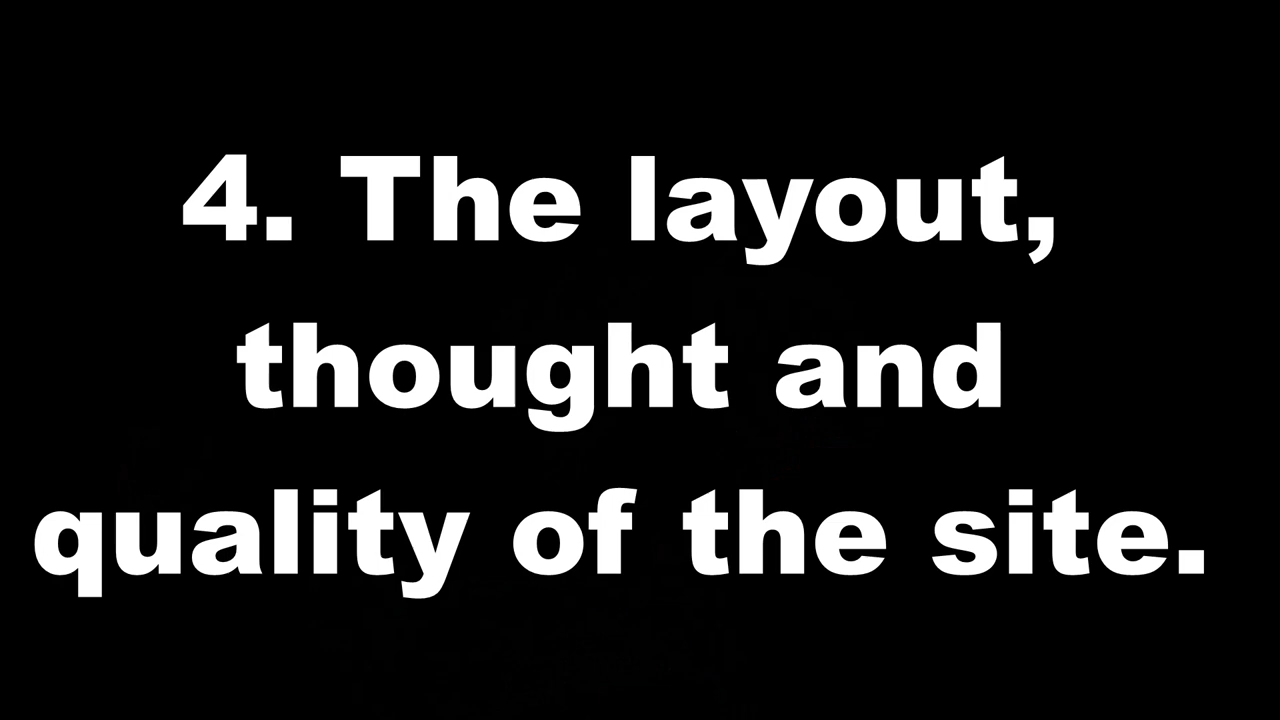 4. The layout,
thought and
quality of the site.